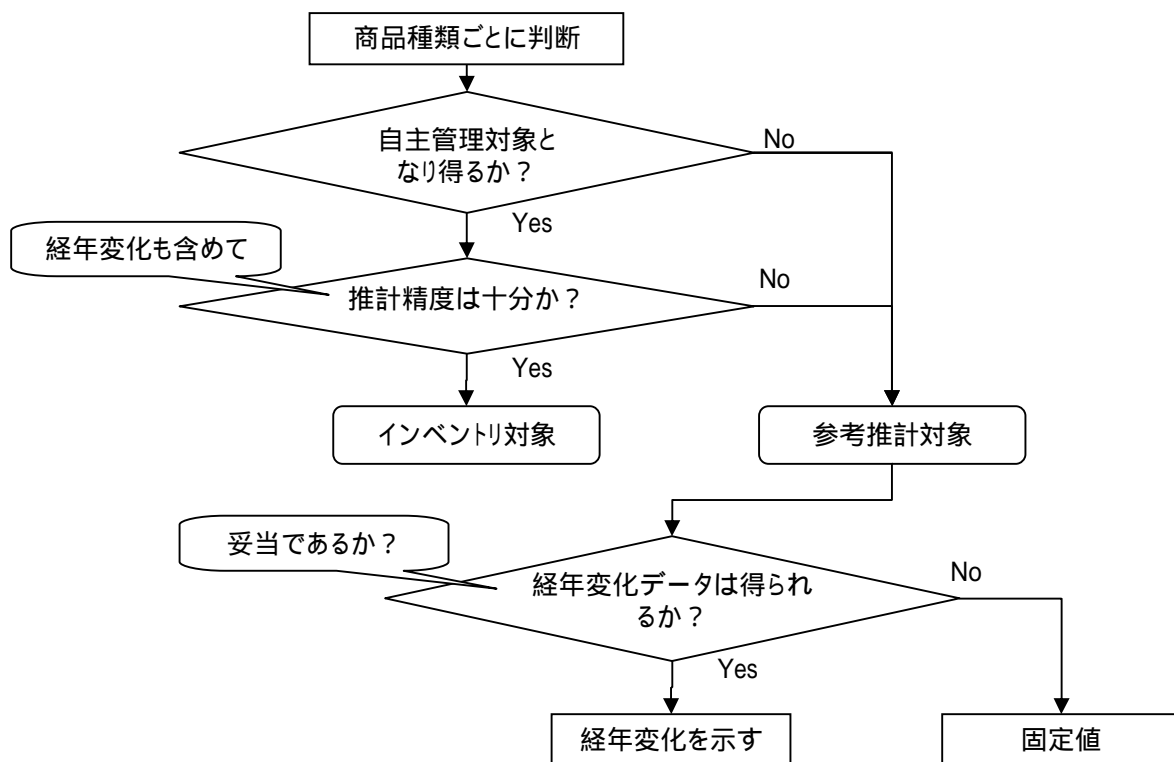 商品種類ごとに判断
自主管理対象と
なり得るか？
No
Yes
経年変化も含めて
推計精度は十分か？
No
Yes
インベントリ対象
参考推計対象
妥当であるか？
経年変化データは得られ
るか？
No
Yes
経年変化を示す
固定値